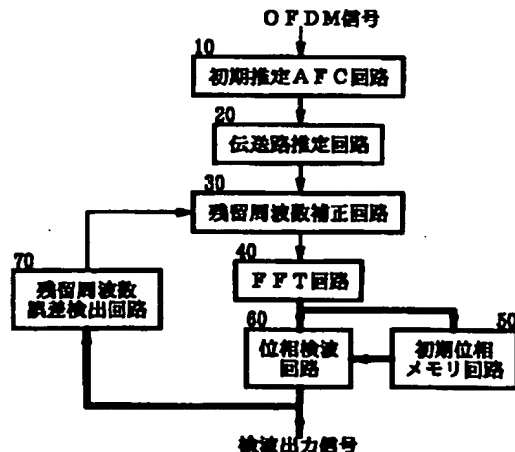 OFDM信号
10
初期推定AFC回路
20
伝送路推定回路
30
残留周波数補正回路
40
FFT回路
70
残留周波数
誤差検出回路
60
位相検波
回路
50
初期位相
メモリ回路
検波出力信号